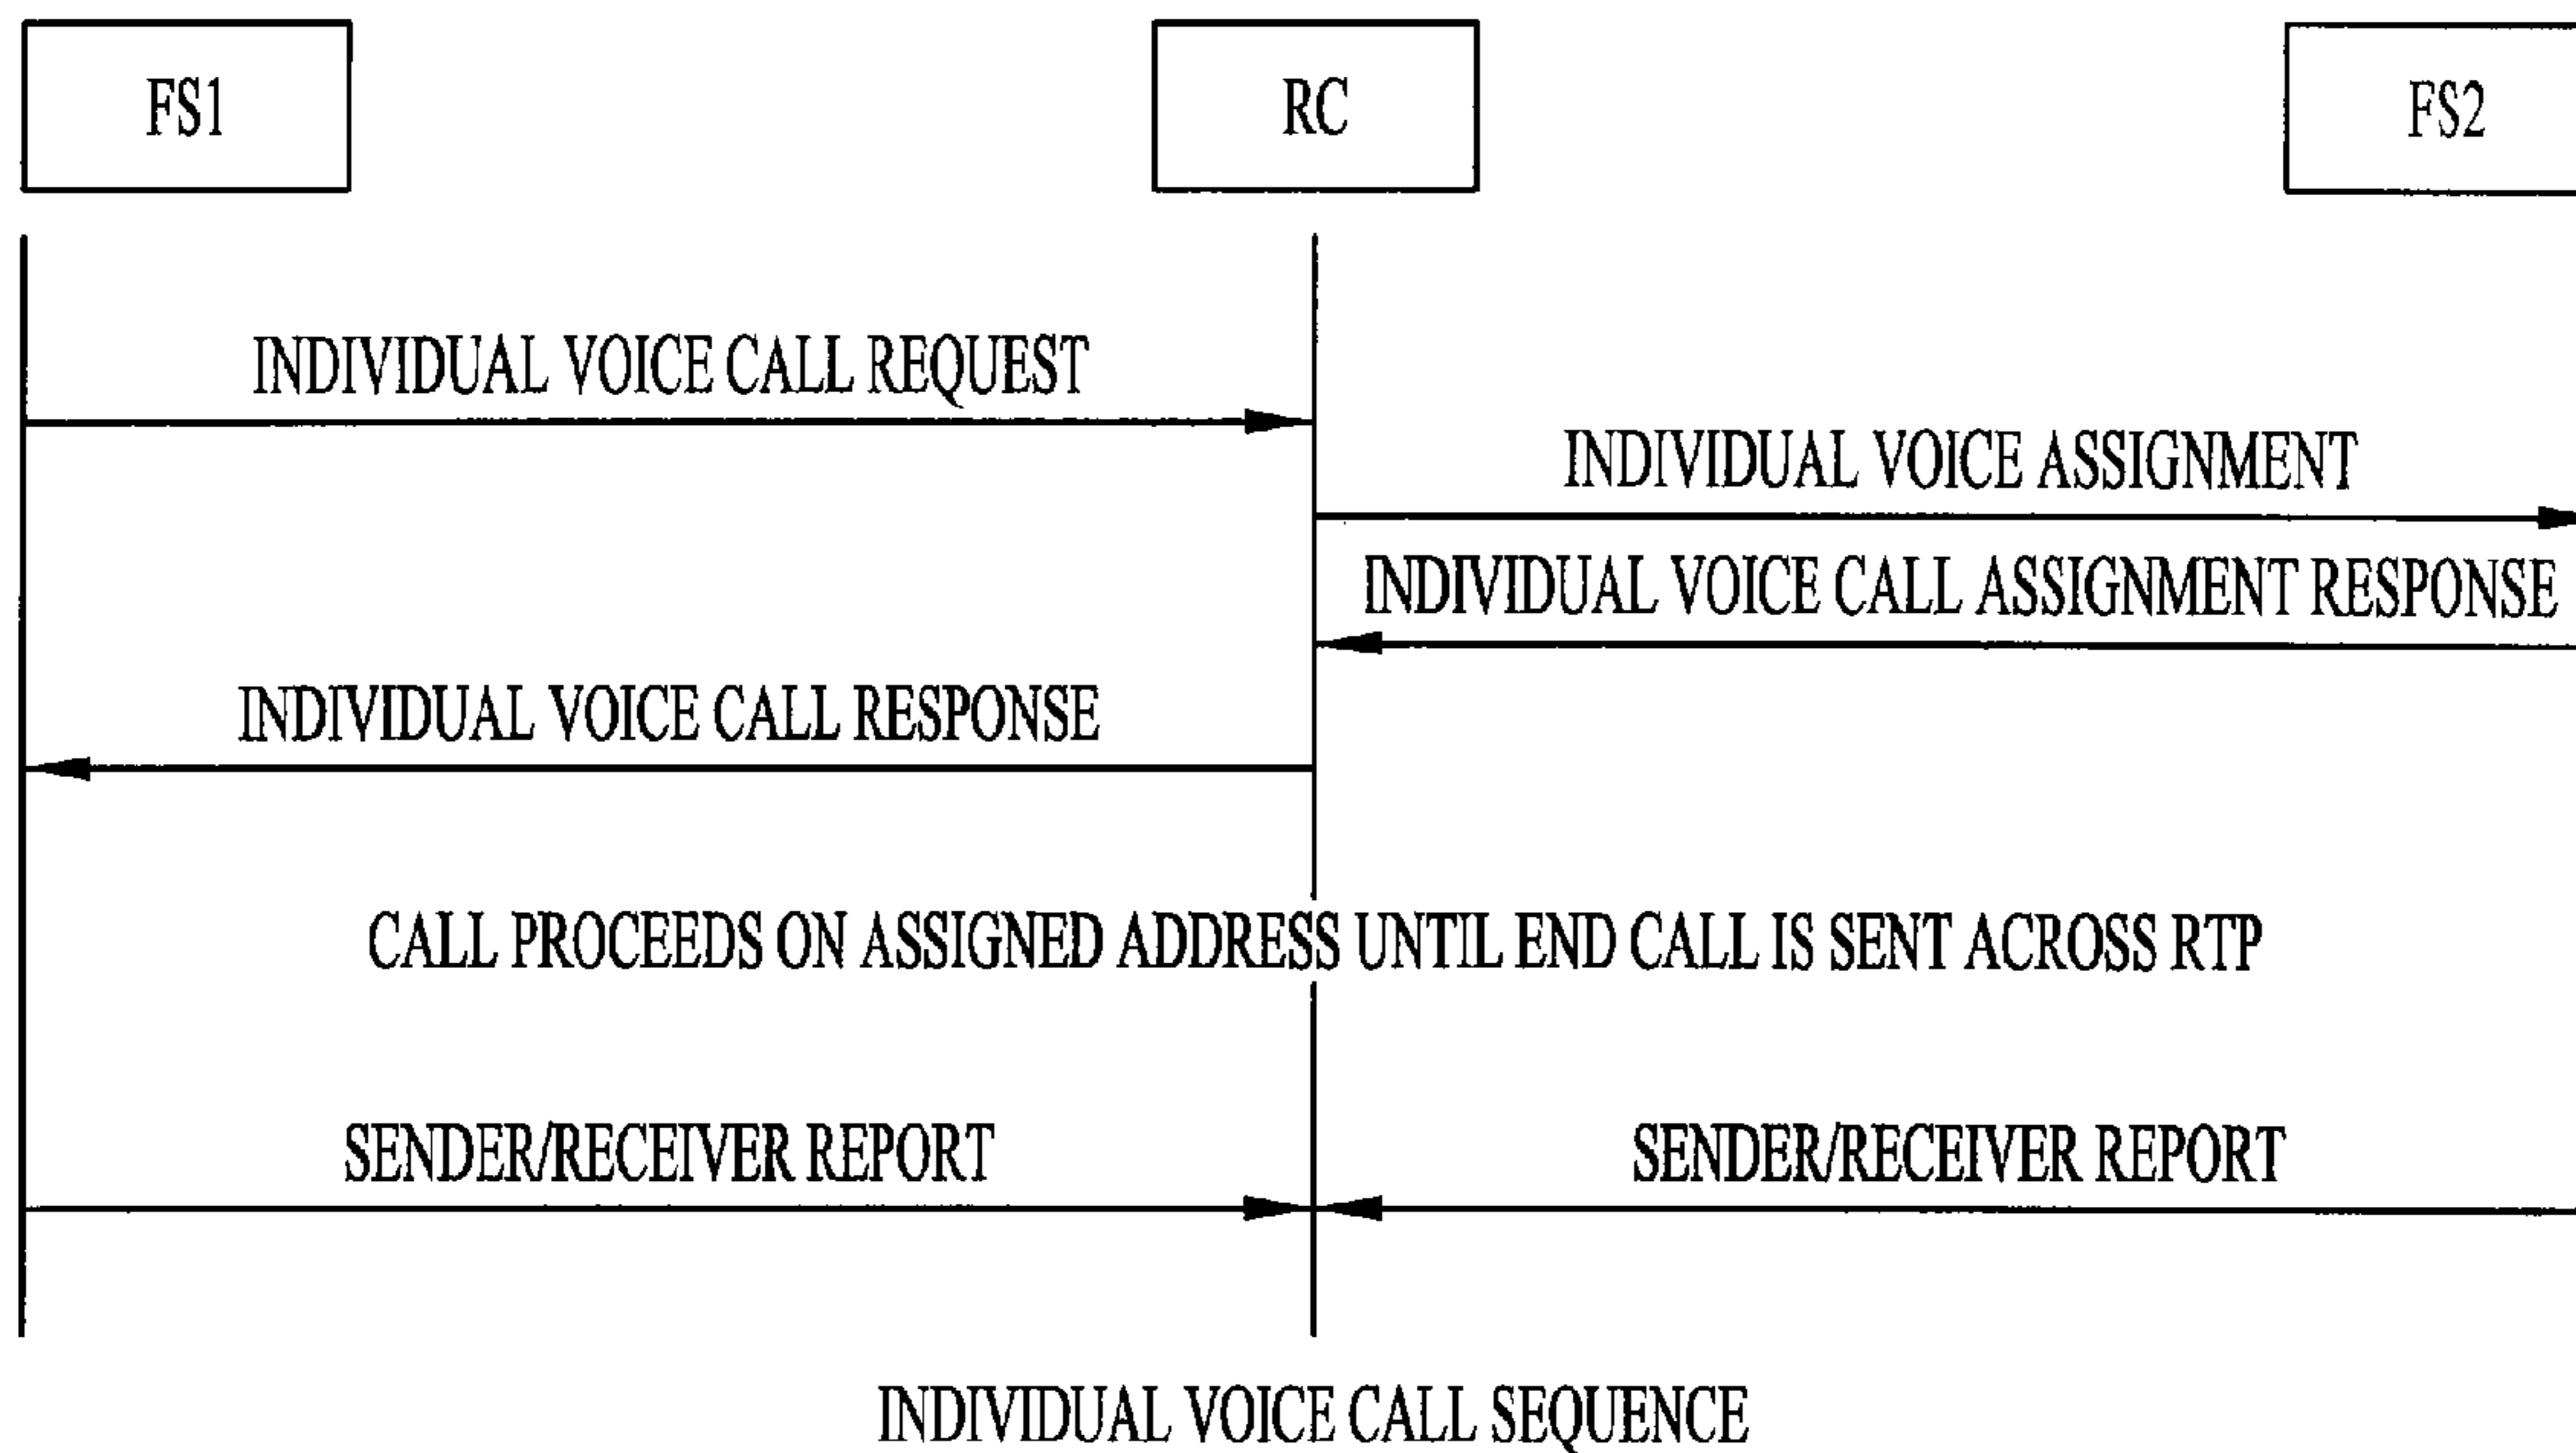 FS1 RC FS2
INDIVIDUAL VOICE CALL REQUEST
INDIVIDUAL VOICE ASSIGNMENT
INDIVIDUAL VOICE CALL ASSIGNMENT RESPONSE
INDIVIDUAL VOICE CALL RESPONSE
CALL PROCEEDS ON ASSIGNED ADDRESS UNTIL END CALL IS SENT ACROSS RTP
SENDER/RECEIVER REPORT SENDER/RECEIVER REPORT
INDIVIDUAL VOICE CALL SEQUENCE